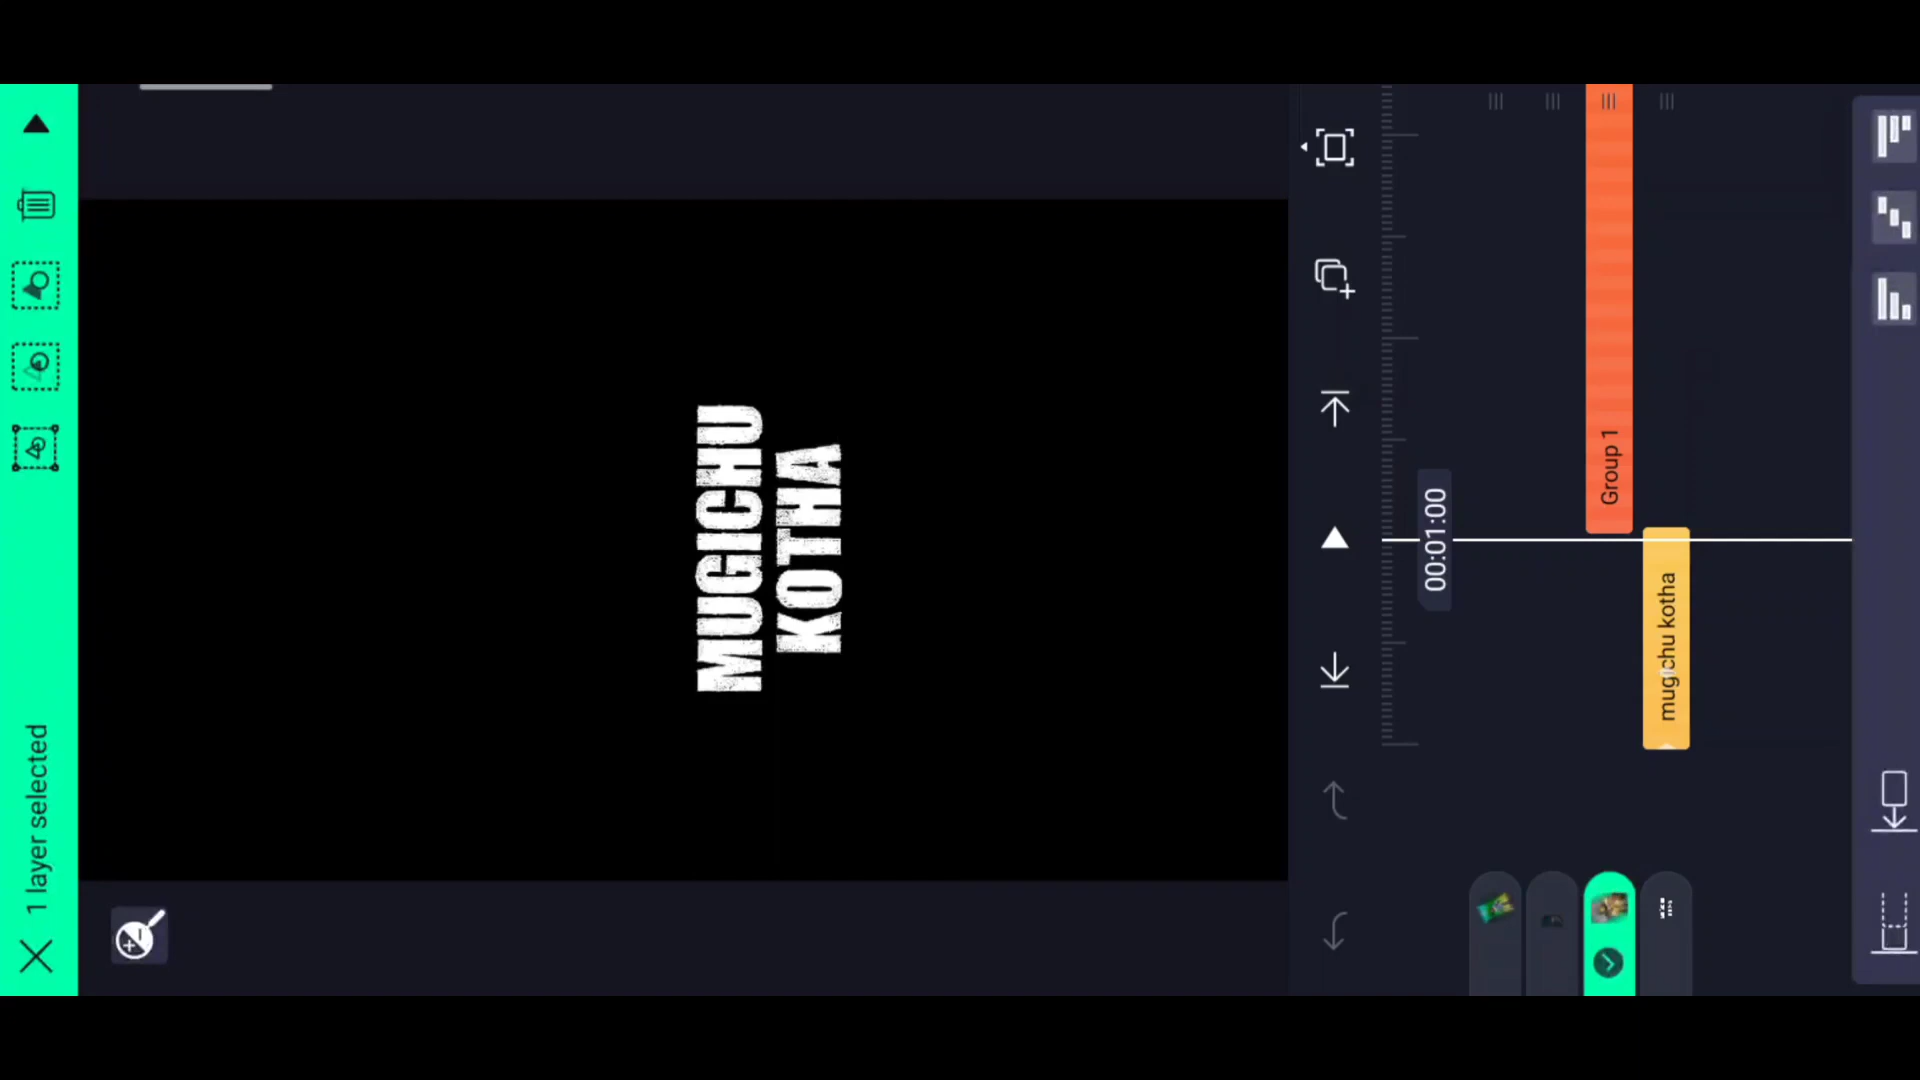 1 layer selected
MUGICHU
KOTHA
00:01:00
Group 1
mugichu kotha